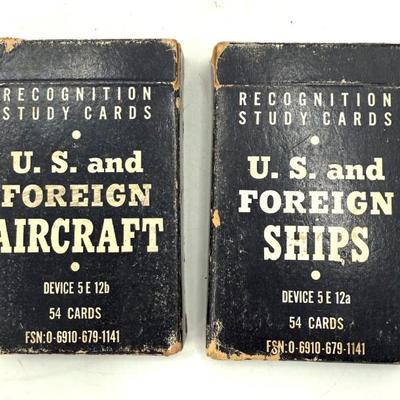 RECOGNITION
STUDY CARDS
U. S. and
FOREIGN
AIRCRAFT
DEVICE 5 E 12b
54 CARDS
FSN:0-6910-679-1141
RECOGNITION
STUDY CARDS
U. S. and
FOREIGN
SHIPS
DEVICE 5 E 12a
54 CARDS
FSN:0-6910-679-1141